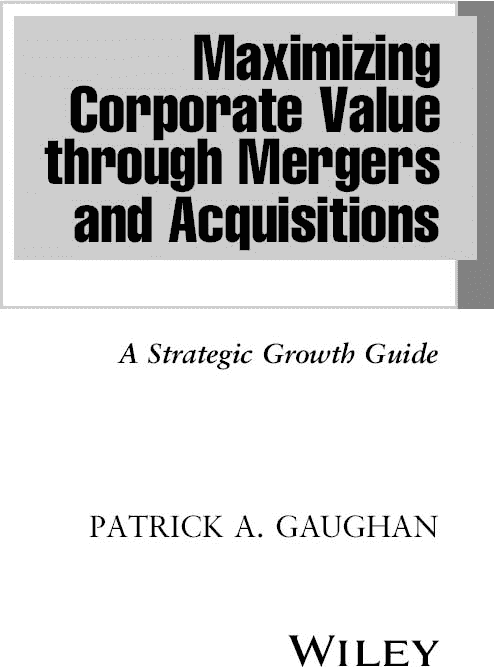 Maximizing
Corporate Value
through Mergers
and Acquisitions
A Strategic Growth Guide
PATRICK A. GAUGHAN
WILEY